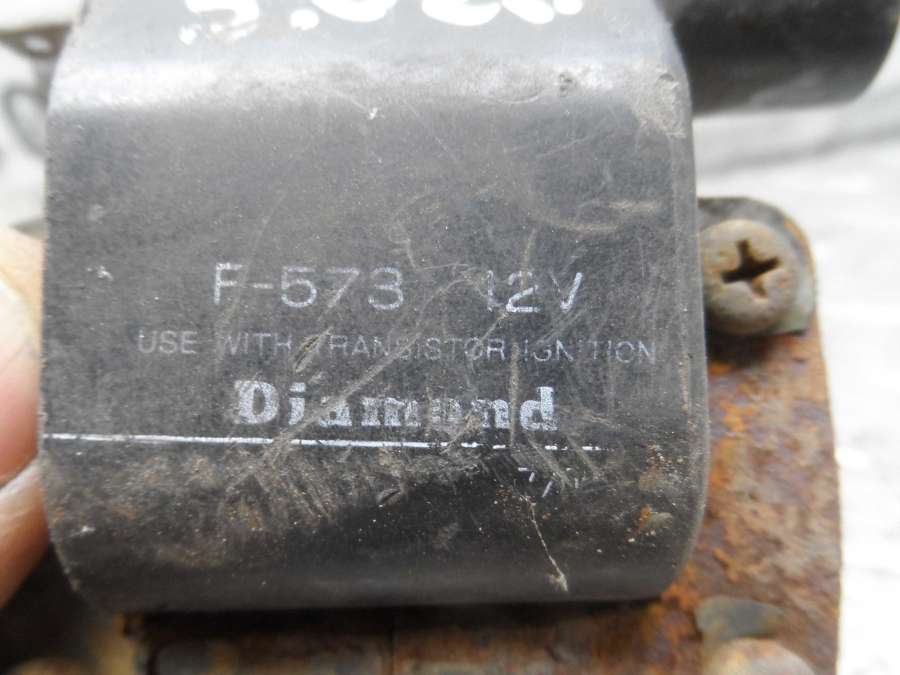 F-573 12V
USE WITH TRANSISTOR IGNITION
Diamond